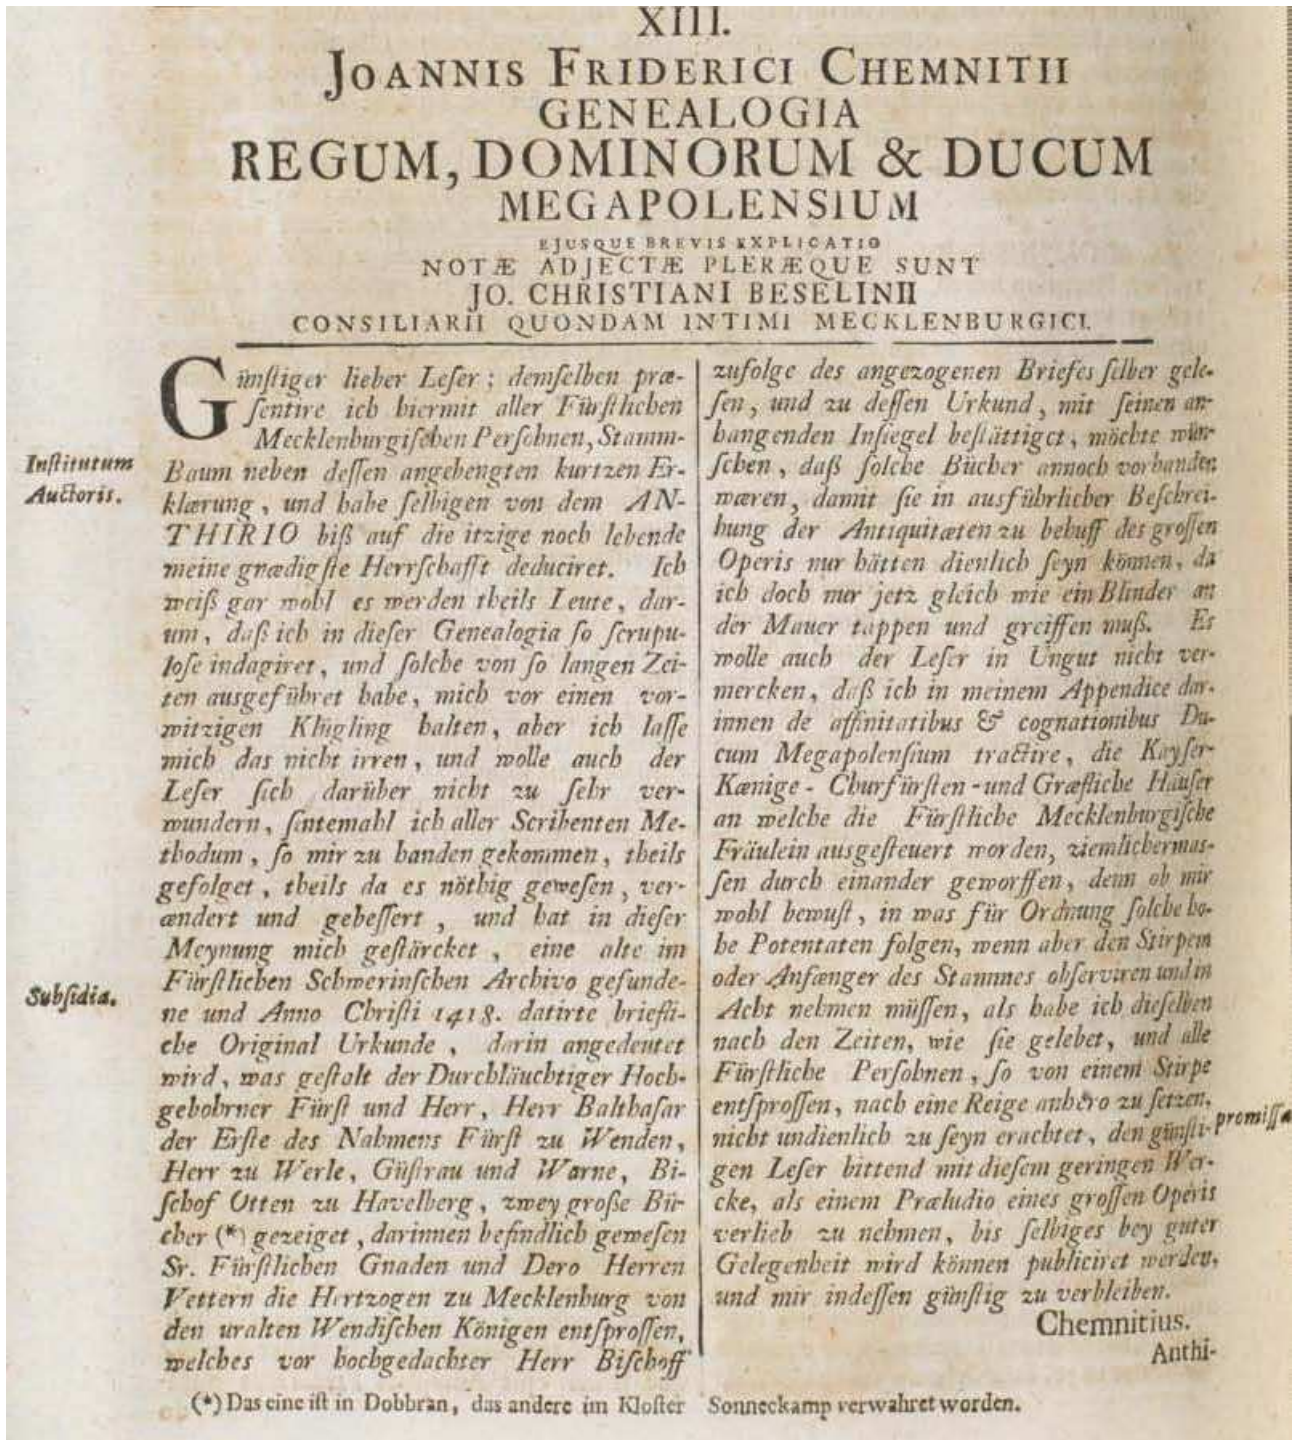 XIII.
JOANNIS FRIDERICI CHEMNITII
GENEALOGIA
REGUM, DOMINORUM & DUCUM
MEGAPOLENSIUM
EJUSQUE BREVIS EXPLICATIO
NOTÆ ADJECTÆ PLERÆQUE SUNT
JO. CHRISTIANI BESELINII
CONSILIARII QUONDAM INTIMI MECKLENBURGICI.
Günſtiger lieber Leſer; demſelben præ-
ſentire ich hiermit aller Fürſtlichen
Mecklenburgiſchen Perſohnen, Stamm-
Institutum
Auctoris.
Baum neben deſſen angehengten kurtzen Er-
klærung, und habe ſelbigen von dem AN-
THIRIO biß auf die itzige noch lebende
meine grædigſte Herrſchafft deduciret. Ich
weiß gar wohl es werden theils Leute, dar-
um, daß ich in dieſer Genealogia ſo ſcrupu-
loſe indagiret, und ſolche von ſo langen Zei-
ten ausgeführet habe, mich vor einen vor-
witzigen Klügling halten, aber ich laſſe
mich das nicht irren, und wolle auch der
Leſer ſich darüber nicht zu ſehr ver-
wundern, ſintemahl ich aller Scribenten Me-
thodum, ſo mir zu handen gekommen, theils
gefolget, theils da es nöthig geweſen, ver-
ændert und gebeſſert, und hat in dieſer
Meynung mich geſtärcket, eine alte im
Subſidia.
Fürſtlichen Schwerinſchen Archivo gefunde-
ne und Anno Chriſti 1418. datirte briefli-
che Original Urkunde, darin angedeutet
wird, was geſtalt der Durchläuchtiger Hoch-
gebohrner Fürſt und Herr, Herr Balthaſar
der Erſte des Nahmens Fürſt zu Wenden,
Herr zu Werle, Güſtrau und Warne, Bi-
ſchof Otten zu Havelberg, zwey große Bü-
cher (*) gezeiget, darinnen befindlich geweſen
Sr. Fürſtlichen Gnaden und Dero Herren
Vettern die Hertzogen zu Mecklenburg von
den uralten Wendiſchen Königen entſproſſen,
welches vor hochgedachter Herr Biſchoff
zufolge des angezogenen Briefes ſelber gele-
ſen, und zu deſſen Urkund, mit ſeinen an-
hangenden Inſiegel beſtättiget, möchte wün-
ſchen, daß ſolche Bücher annoch vorhanden
wæren, damit ſie in ausführlicher Beſchrei-
bung der Antiquitæten zu behuff des groſſen
Operis nur hätten dienlich ſeyn können, da
ich doch nur jetz gleich wie ein Blinder an
der Mauer tappen und greiffen muß. Es
wolle auch der Leſer in Ungut nicht ver-
mercken, daß ich in meinem Appendice dar-
innen de affinitatibus & cognationibus Du-
cum Megapolenſium tractire, die Kayſer-
Kœnige - Churfürſten - und Græfliche Häuſer
an welche die Fürſtliche Mecklenburgiſche
Fräulein ausgeſteuert worden, ziemlichermaſ-
ſen durch einander geworffen, denn ob mir
wohl bewuſt, in was für Ordnung ſolche ho-
he Potentaten folgen, wenn aber den Stirpem
oder Anfænger des Stammes obſerviren und in
Acht nehmen müſſen, als habe ich dieſelben
nach den Zeiten, wie ſie gelebet, und alle
Fürſtliche Perſohnen, ſo von einem Stirpe
entſproſſen, nach eine Reige anhero zu ſetzen,
nicht undienlich zu ſeyn erachtet, den günſti-
promiſſa
gen Leſer bittend mit dieſem geringen Wer-
cke, als einem Præludio eines groſſen Operis
verlieb zu nehmen, bis ſelbiges bey guter
Gelegenheit wird können publiciret werden,
und mir indeſſen günſtig zu verbleiben.
Chemnitius.
Anthi-
(*) Das eine iſt in Dobbran, das andere im Kloſter Sonneckamp verwahret worden.